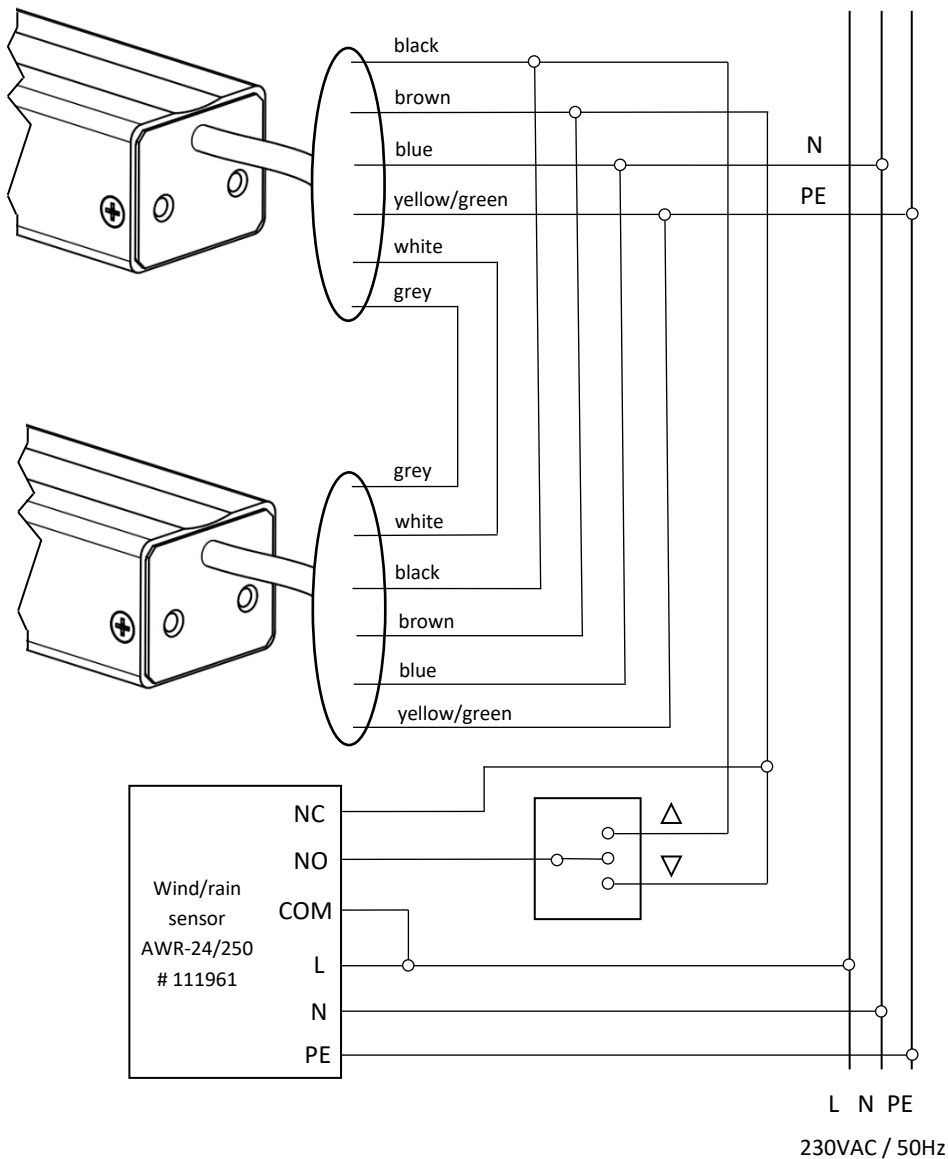 black
brown
blue
N
yellow/green
PE
white
grey
grey
white
black
brown
blue
yellow/green
NC
NO
COM
L
N
PE
Wind/rain
sensor
AWR-24/250
# 111961
△
▽
L N PE
230VAC / 50Hz